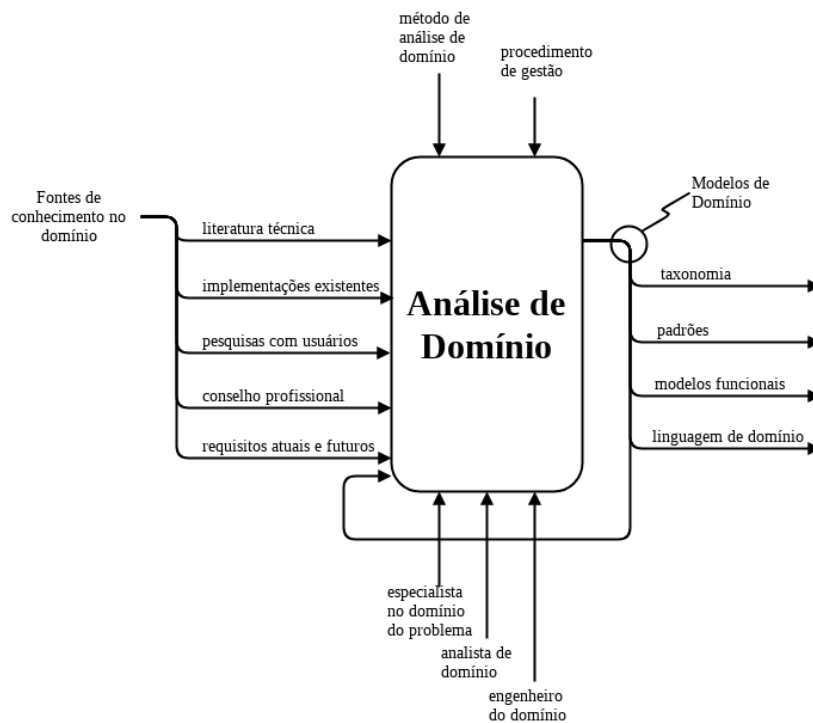 método de
análise de
domínio
procedimento
de gestão
Fontes de
conhecimento no
domínio
Modelos de
Domínio
literatura técnica
implementações existentes
pesquisas com usuários
conselho profissional
requisitos atuais e futuros
Análise de
Domínio
taxonomia
padrões
modelos funcionais
linguagem de domínio
especialista
no domínio
do problema
analista de
domínio
engenheiro
do domínio